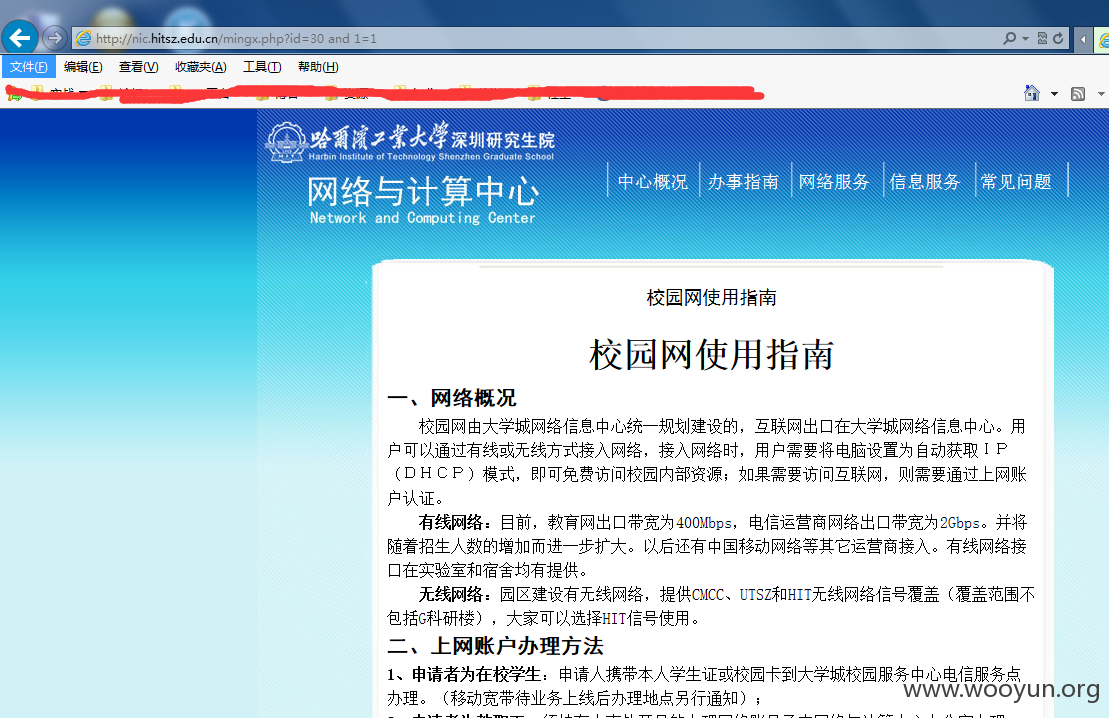 http://nic.hitsz.edu.cn/mingx.php?id=30 and 1=1
文件(F) 编辑(E) 查看(V) 收藏夹(A) 工具(T) 帮助(H)
哈尔滨工业大学深圳研究生院
Harbin Institute of Technology Shenzhen Graduate School
网络与计算中心
Network and Computing Center
中心概况 办事指南 网络服务 信息服务 常见问题
校园网使用指南
校园网使用指南
一、网络概况
校园网由大学城网络信息中心统一规划建设的，互联网出口在大学城网络信息中心。用
户可以通过有线或无线方式接入网络，接入网络时，用户需要将电脑设置为自动获取ＩＰ
（ＤＨＣＰ）模式，即可免费访问校园内部资源；如果需要访问互联网，则需要通过上网账
户认证。
有线网络：目前，教育网出口带宽为400Mbps，电信运营商网络出口带宽为2Gbps。并将
随着招生人数的增加而进一步扩大。以后还有中国移动网络等其它运营商接入。有线网络接
口在实验室和宿舍均有提供。
无线网络：园区建设有无线网络，提供CMCC、UTSZ和HIT无线网络信号覆盖（覆盖范围不
包括G科研楼），大家可以选择HIT信号使用。
二、上网账户办理方法
1、申请者为在校学生：申请人携带本人学生证或校园卡到大学城校园服务中心电信服务点
办理。（移动宽带待业务上线后办理地点另行通知）；
www.wooyun.org